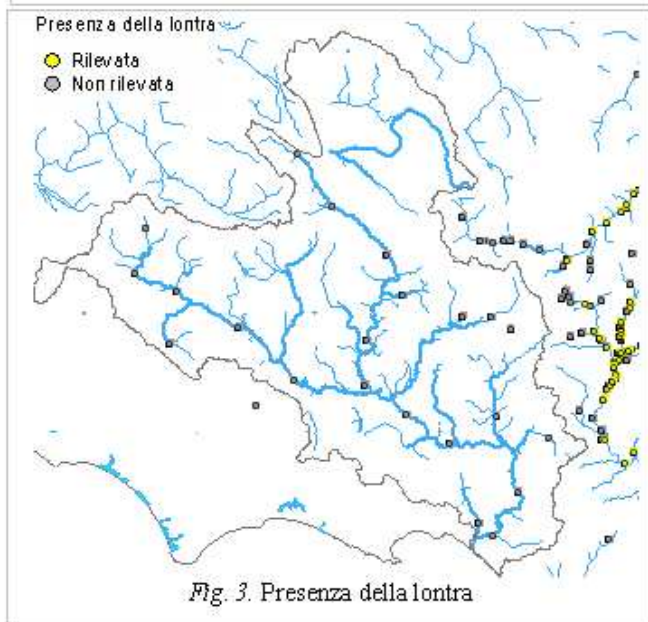 Presenza della lontra
Rilevata
Non rilevata
Fig. 3. Presenza della lontra